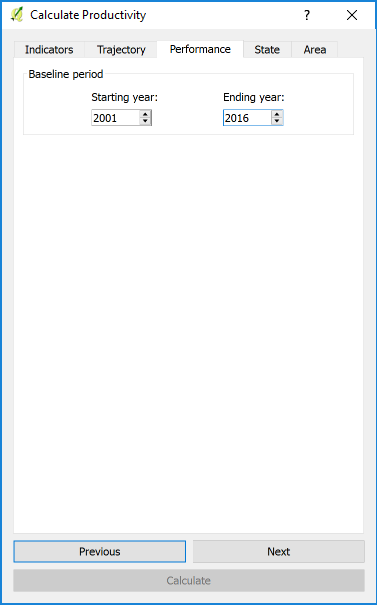 Calculate Productivity ?
Indicators Trajectory Performance State Area
Baseline period
Starting year: Ending year:
2001 2016
Previous Next
Calculate